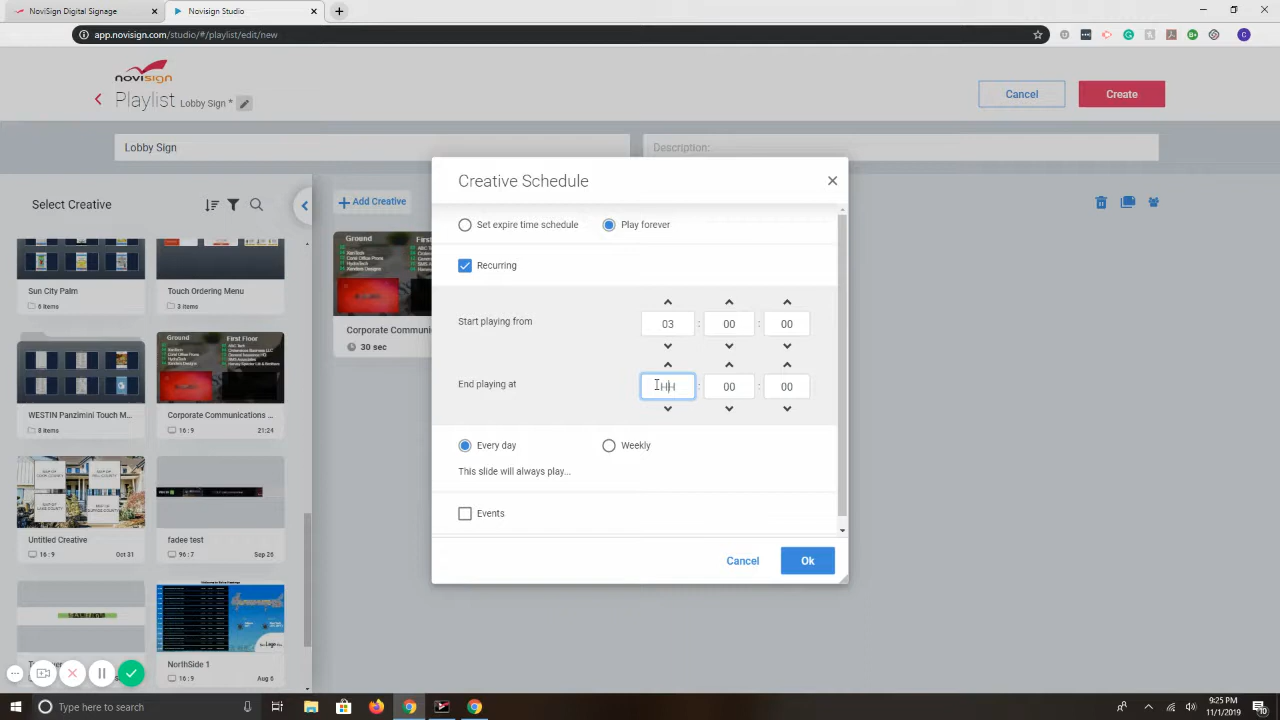 NoviSign Digital Signage
NoviSign Studio
app.novisign.com/studio/#/playlist/edit/new
novisign
Playlist Lobby Sign *
Cancel
Create
Lobby Sign
Description:
Select Creative
Add Creative
Sun City Palm
6 items
Touch Ordering Menu
3 items
WESTIN Panzimini Touch M...
8 items
Ground First Floor
Corporate Communications ...
16:9 21:24
Untitled Creative
16:9 Oct 31
fadee test
96:7 Sep 26
NorthSide 1
16:9 Aug 6
Ground
Corporate Communi
30 sec
Creative Schedule
Set expire time schedule
Play forever
Recurring
Start playing from
03 : 00 : 00
End playing at
HH : 00 : 00
Every day
Weekly
This slide will always play...
Events
Cancel
Ok
Type here to search
9:25 PM
11/1/2019